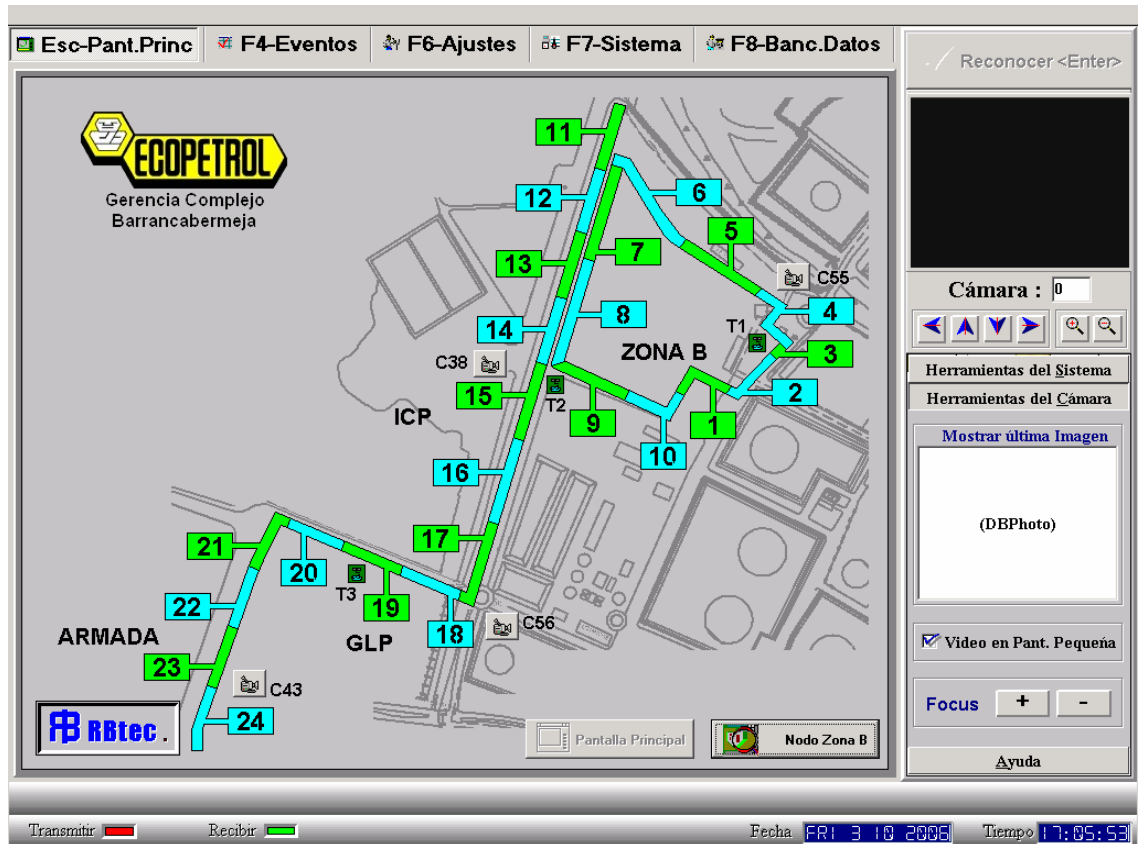 Esc-Pant.Princ
F4-Eventos
F6-Ajustes
F7-Sistema
F8-Banc.Datos
Reconocer <Enter>
ECOPETROL
Gerencia Complejo
Barrancabermeja
11
12
6
5
7
13
C55
4
8
14
T1
ZONA B
3
C38
15
T2
2
ICP
9
1
10
16
17
21
20
T3
19
22
18
C56
ARMADA
GLP
23
C43
24
RBtec.
Pantalla Principal
Nodo Zona B
Cámara : 0
Herramientas del Sistema
Herramientas del Cámara
Mostrar última Imagen
(DBPhoto)
Video en Pant. Pequeña
Focus + -
Ayuda
Transmitir
Recibir
Fecha FRI 3 10 2006
Tiempo 17:05:53